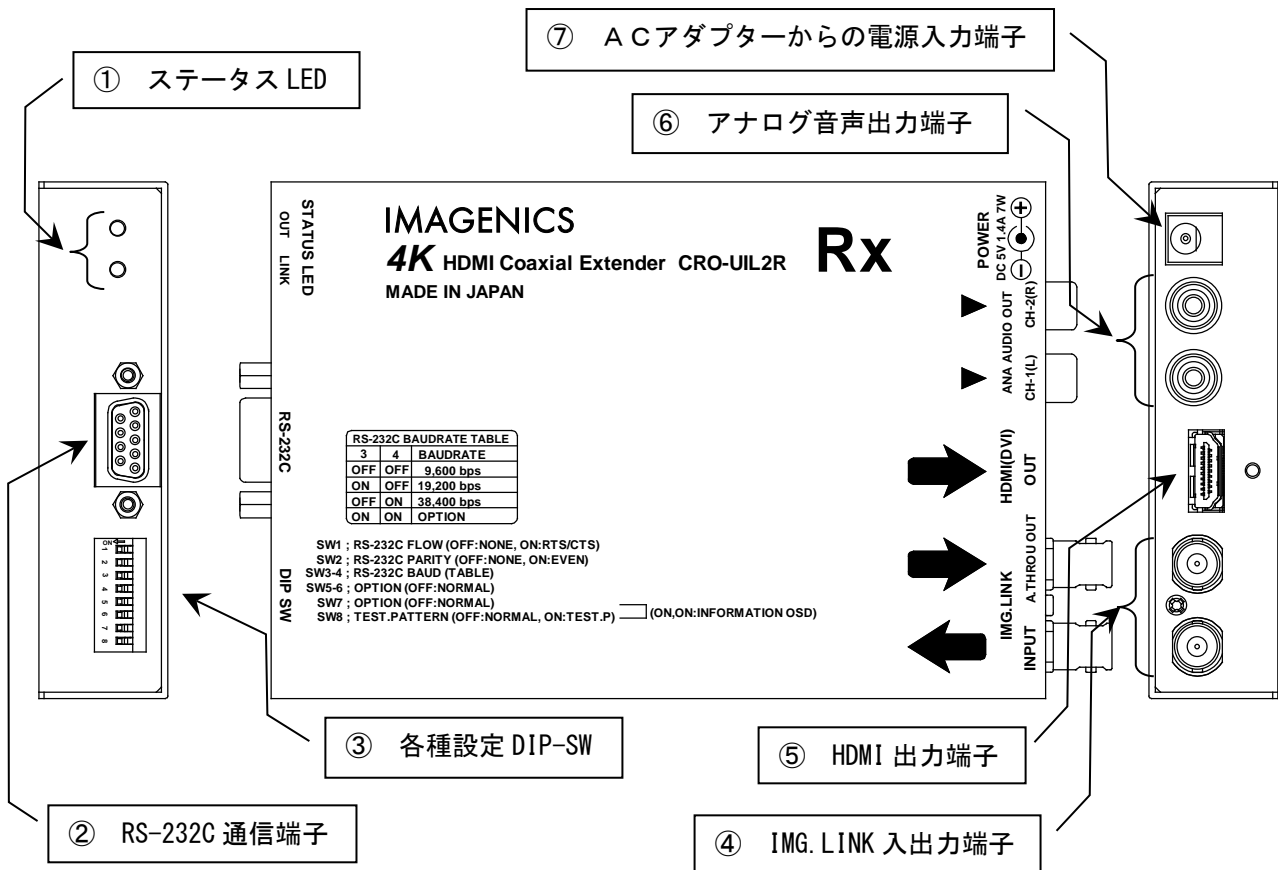 ⑦ ACアダプターからの電源入力端子
① ステータス LED
⑥ アナログ音声出力端子
STATUS LED
OUT LINK
IMAGENICS
4K HDMI Coaxial Extender CRO-UIL2R
MADE IN JAPAN
Rx
POWER
DC 5V 1.4A 7W
ANA AUDIO OUT
CH-2(R)
CH-1(L)
RS-232C
HDMI(DVI)
OUT
RS-232C BAUDRATE TABLE
3 4 BAUDRATE
OFF OFF 9,600 bps
ON OFF 19,200 bps
OFF ON 38,400 bps
ON ON OPTION
SW1 ; RS-232C FLOW (OFF:NONE, ON:RTS/CTS)
SW2 ; RS-232C PARITY (OFF:NONE, ON:EVEN)
SW3-4 ; RS-232C BAUD (TABLE)
SW5-6 ; OPTION (OFF:NORMAL)
SW7 ; OPTION (OFF:NORMAL)
SW8 ; TEST.PATTERN (OFF:NORMAL, ON:TEST.P)
(ON,ON:INFORMATION OSD)
DIP SW
IMG.LINK
A.THROU OUT
INPUT
ON
1
2
3
4
5
6
7
8
③ 各種設定 DIP-SW
⑤ HDMI 出力端子
② RS-232C 通信端子
④ IMG.LINK 入出力端子